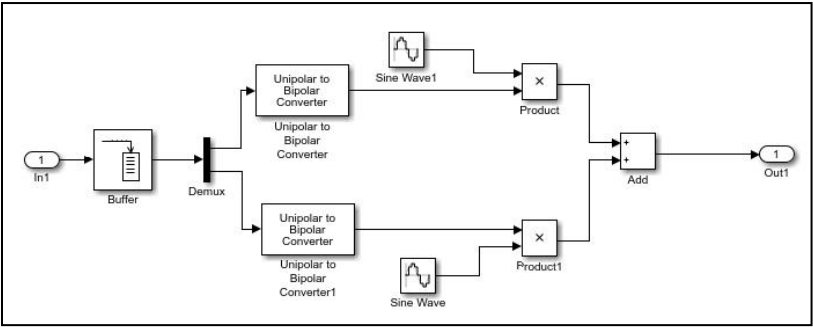 Sine Wave1
Unipolar to
Bipolar
Converter
×
Product
Unipolar to
Bipolar
Converter
1
In1
Buffer
Demux
+
+
Add
1
Out1
Unipolar to
Bipolar
Converter
×
Product1
Unipolar to
Bipolar
Converter1
Sine Wave